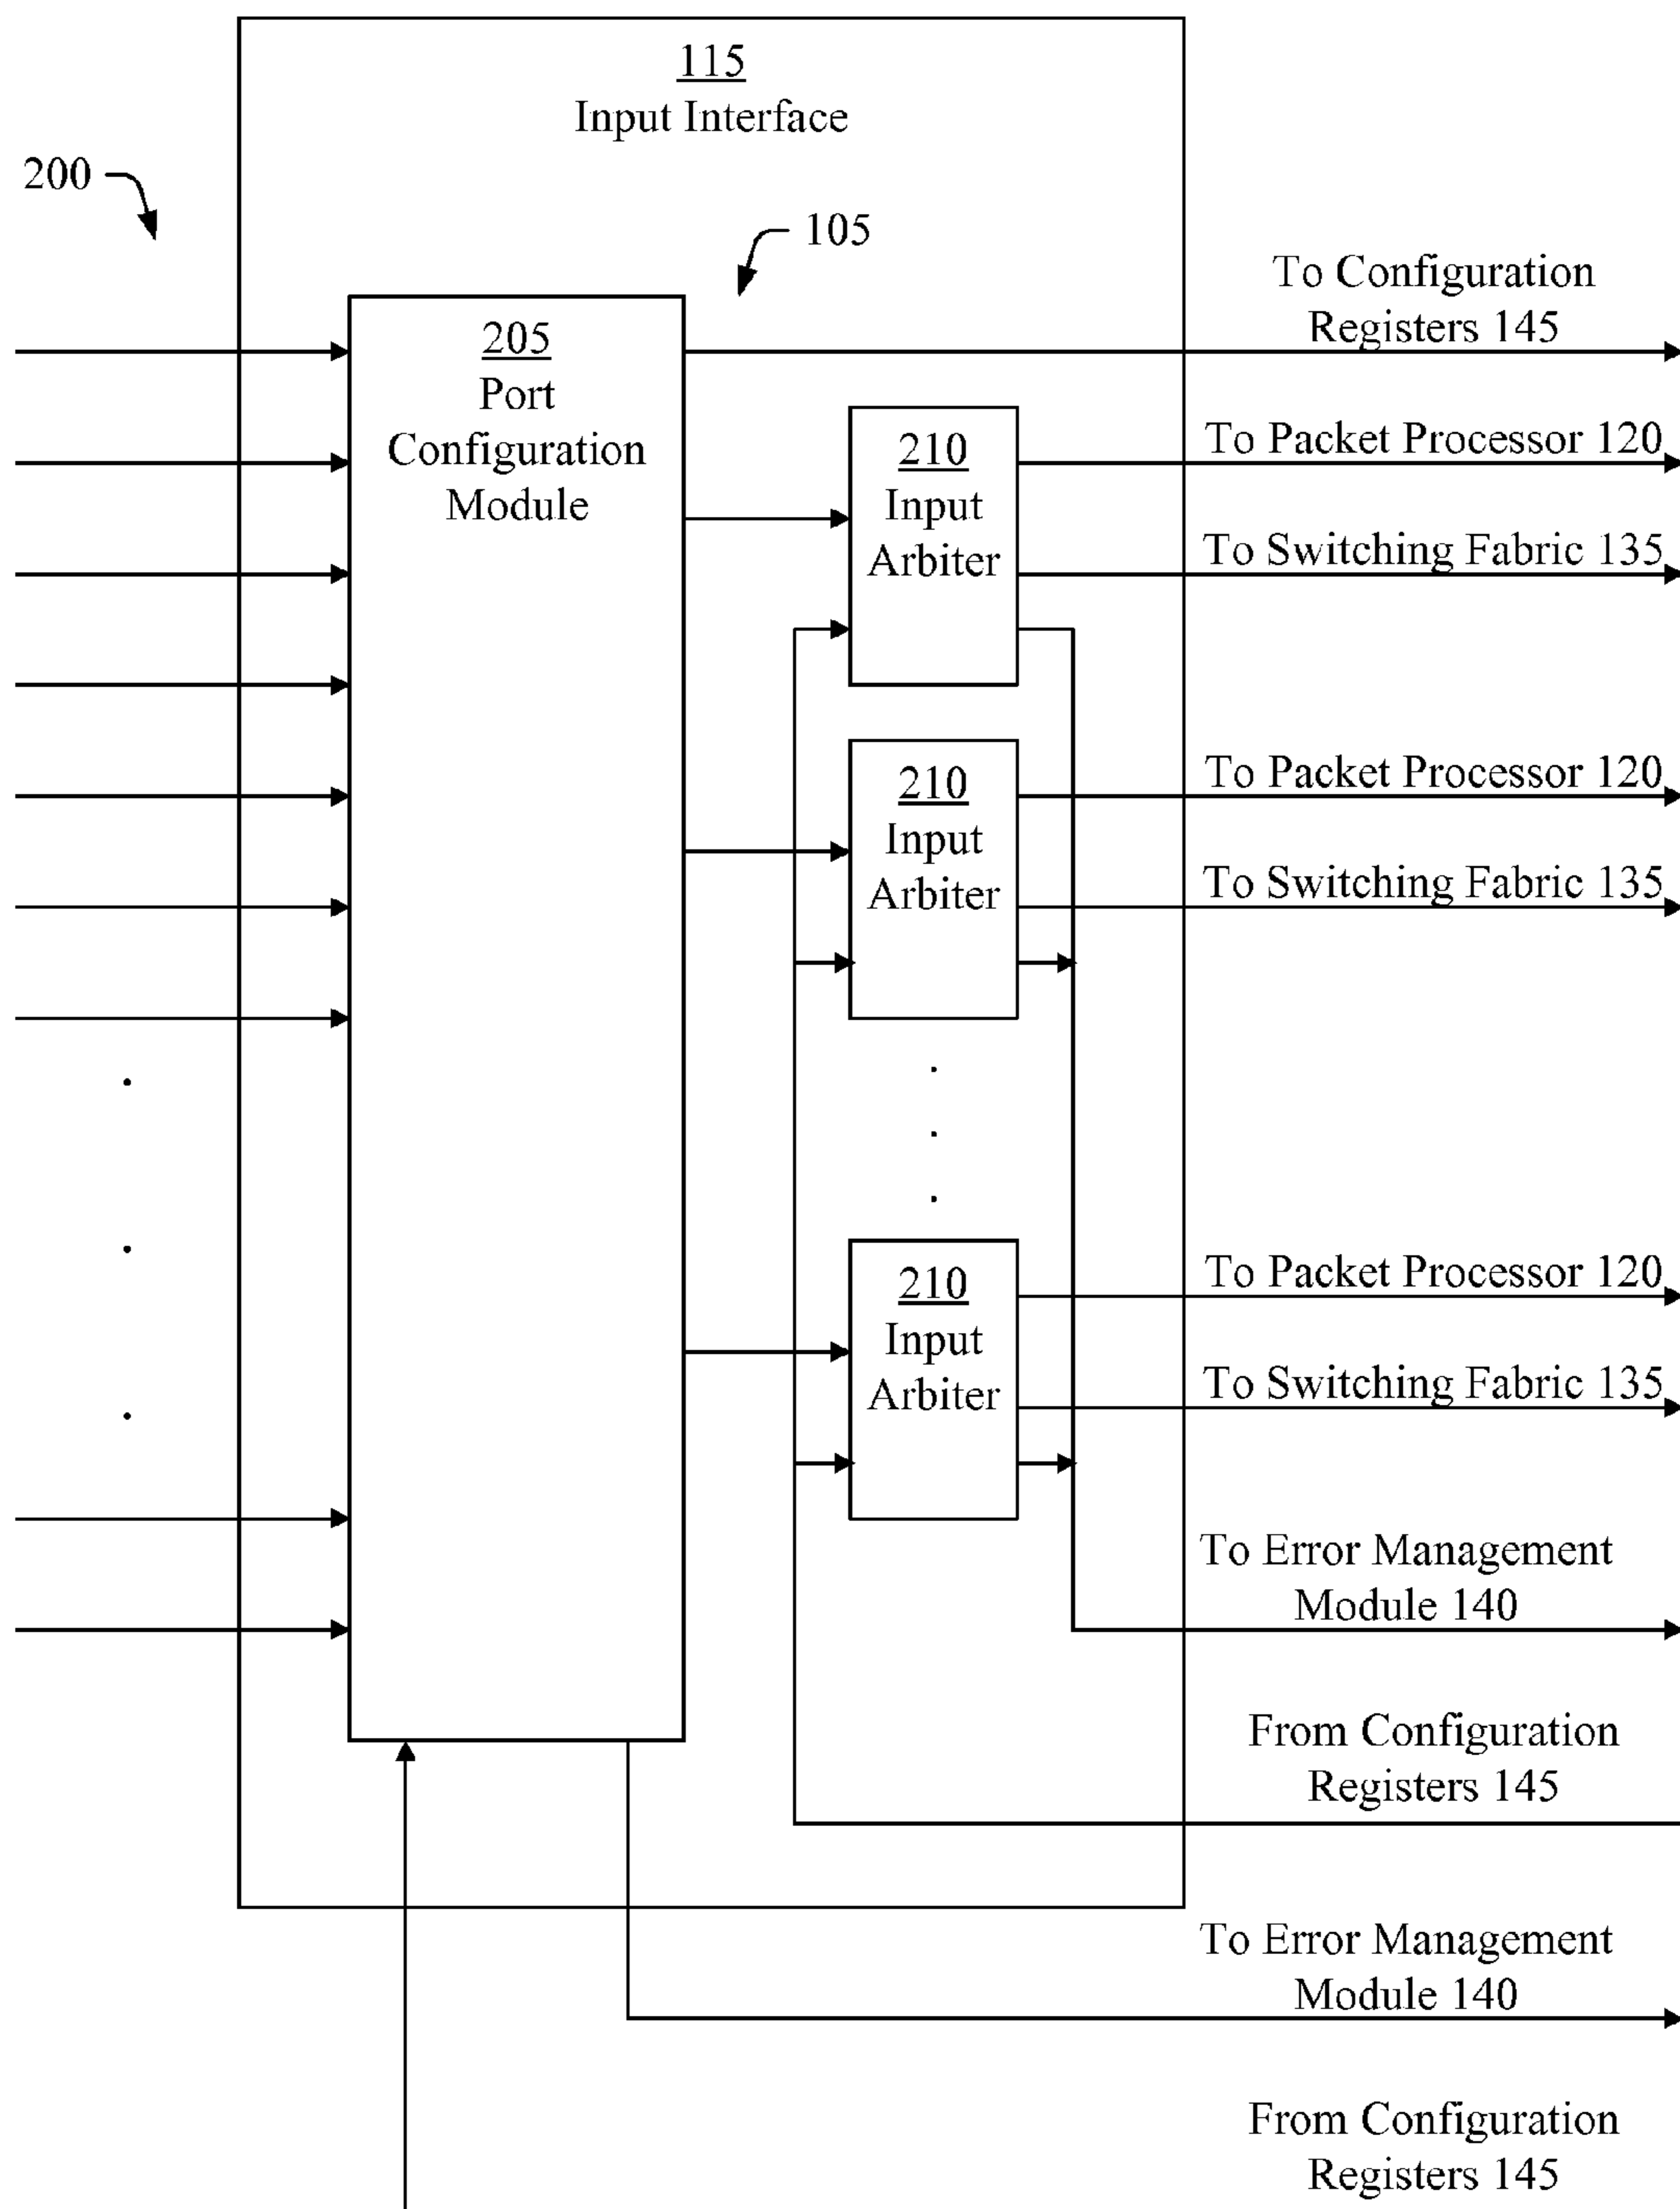 115
Input Interface
200
105
To Configuration
Registers 145
205
Port
Configuration
Module
210
Input
Arbiter
To Packet Processor 120
To Switching Fabric 135
210
Input
Arbiter
To Packet Processor 120
To Switching Fabric 135
210
Input
Arbiter
To Packet Processor 120
To Switching Fabric 135
To Error Management
Module 140
From Configuration
Registers 145
To Error Management
Module 140
From Configuration
Registers 145